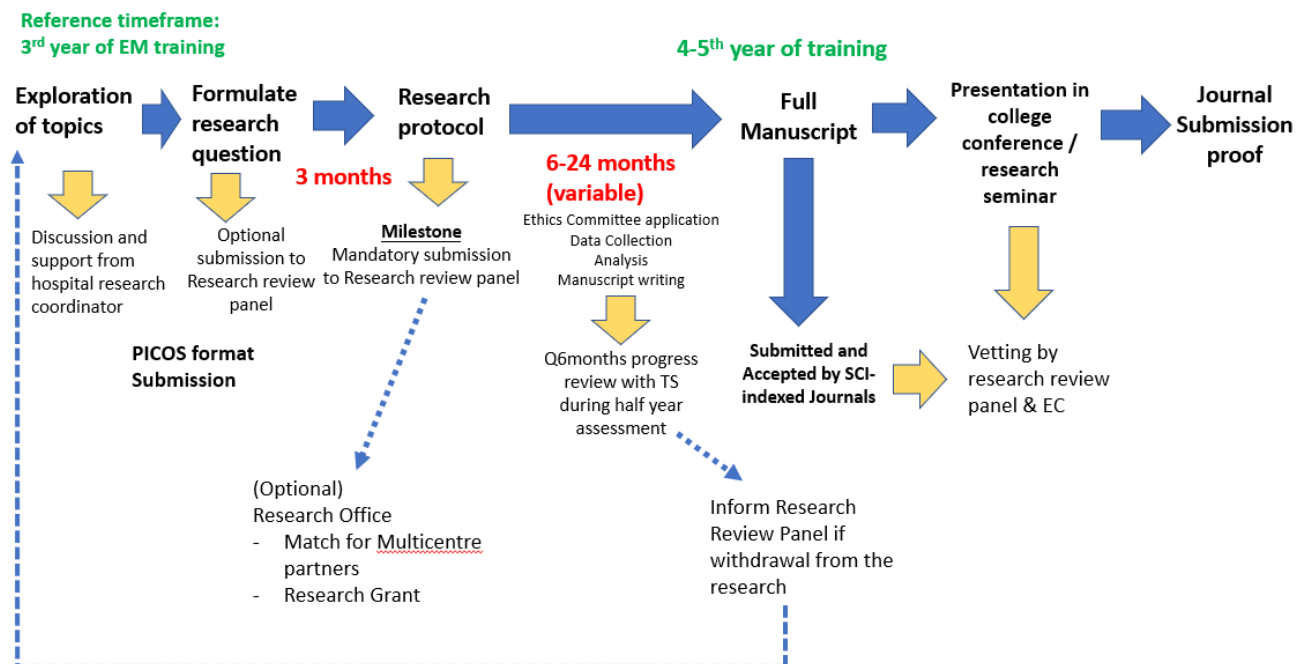 Reference timeframe:
3rd year of EM training
4-5th year of training
Exploration
of topics
Formulate
research
question
Research
protocol
Full
Manuscript
Presentation in
college
conference /
research
seminar
Journal
Submission
proof
3 months
6-24 months
(variable)
Ethics Committee application
Data Collection
Analysis
Manuscript writing
Discussion and
support from
hospital research
coordinator
Optional
submission to
Research review
panel
Milestone
Mandatory submission
to Research review panel
PICOS format
Submission
Q6months progress
review with TS
during half year
assessment
Submitted and
Accepted by SCI-
indexed Journals
Vetting by
research review
panel & EC
(Optional)
Research Office
- Match for Multicentre
partners
- Research Grant
Inform Research
Review Panel if
withdrawal from the
research